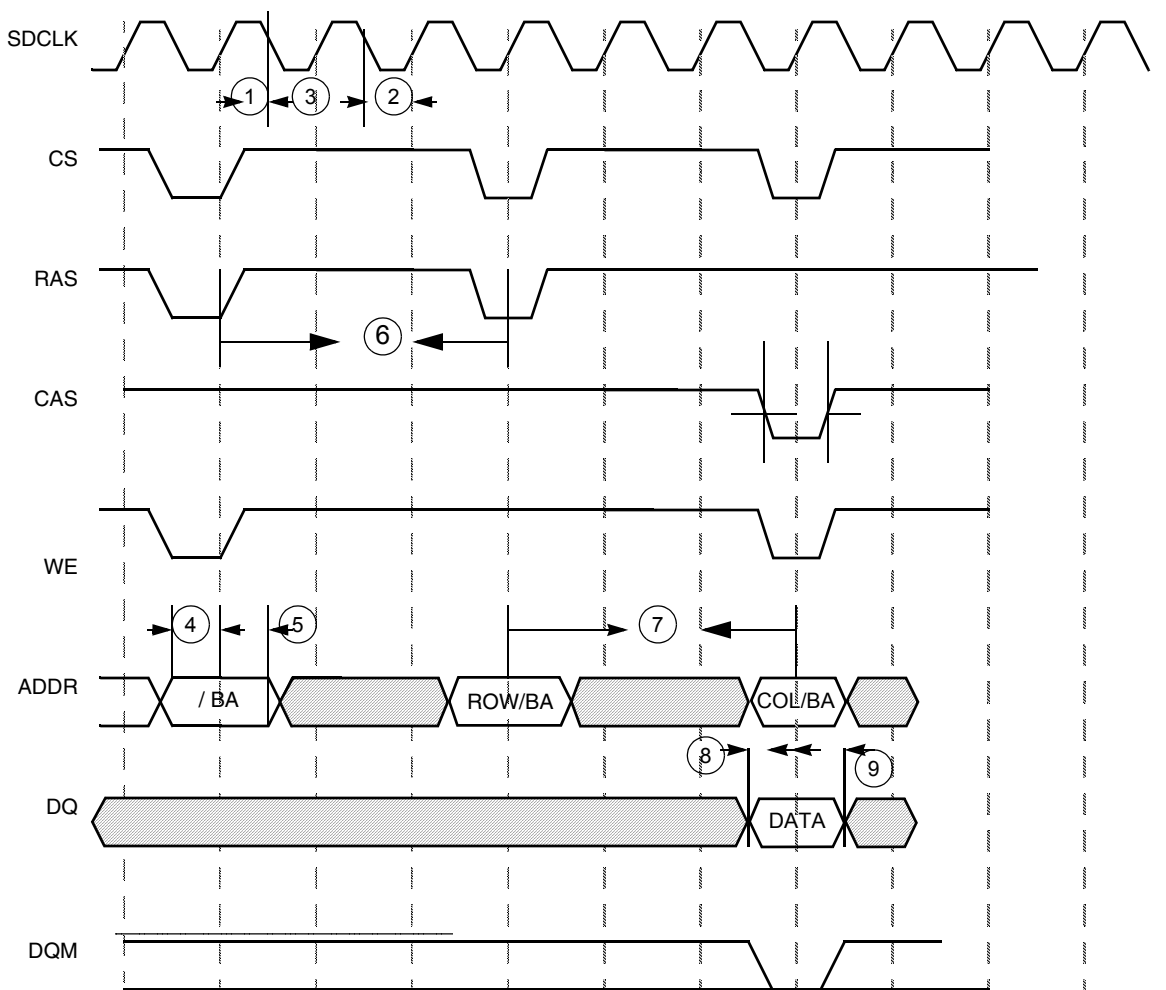 SDCLK
1 3 2
CS
RAS
6
CAS
WE
4 5 7
ADDR / BA ROW/BA COL/BA
8 9
DQ DATA
DQM